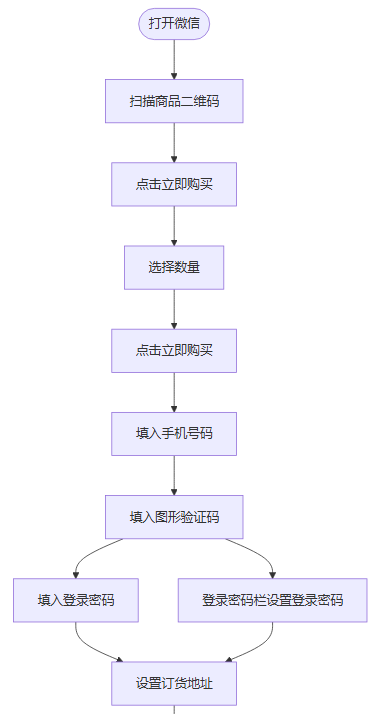 打开微信
扫描商品二维码
点击立即购买
选择数量
点击立即购买
填入手机号码
填入图形验证码
填入登录密码
登录密码栏设置登录密码
设置订货地址